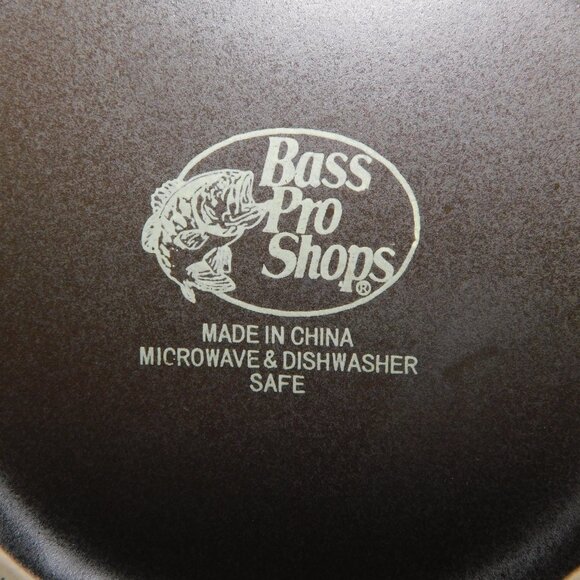 Bass
Pro
Shops®
MADE IN CHINA
MICROWAVE & DISHWASHER
SAFE